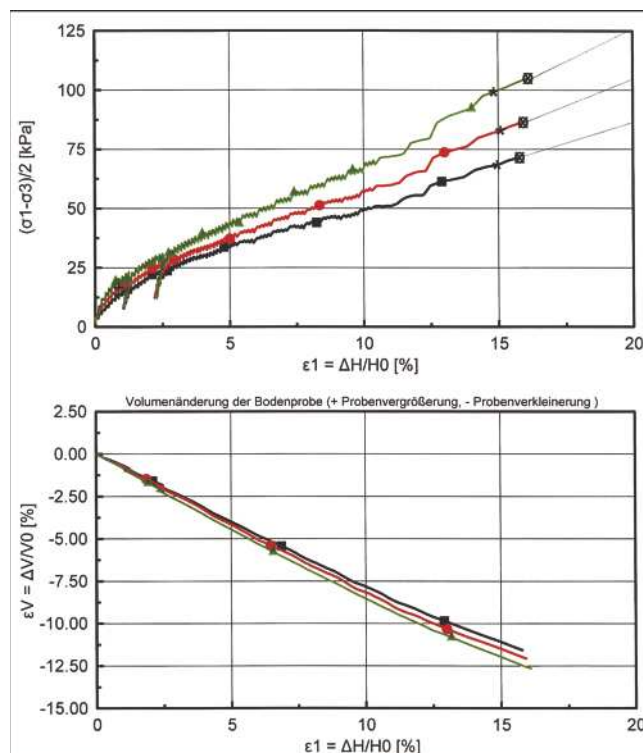 125
100
75
50
25
0
(σ1-σ3)/2 [kPa]
0 5 10 15 20
ε1 = ΔH/H0 [%]
Volumenänderung der Bodenprobe (+ Probenvergrößerung, - Probenverkleinerung )
2.50
0.00
-2.50
-5.00
-7.50
-10.00
-12.50
-15.00
εV = ΔV/V0 [%]
0 5 10 15 20
ε1 = ΔH/H0 [%]